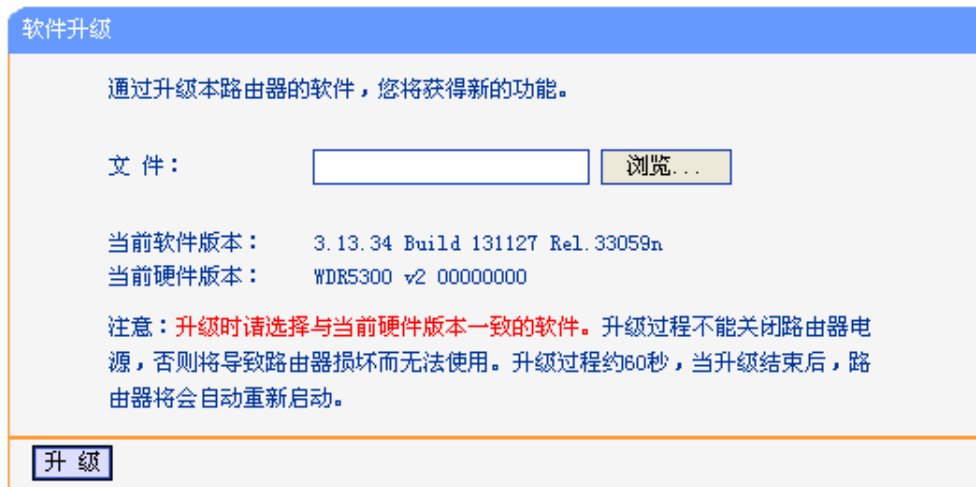 软件升级
通过升级本路由器的软件，您将获得新的功能。
文 件： 浏览...
当前软件版本： 3.13.34 Build 131127 Rel.33059n
当前硬件版本： WDR5300 v2 00000000
注意：升级时请选择与当前硬件版本一致的软件。升级过程不能关闭路由器电
源，否则将导致路由器损坏而无法使用。升级过程约60秒，当升级结束后，路
由器将会自动重新启动。
升 级